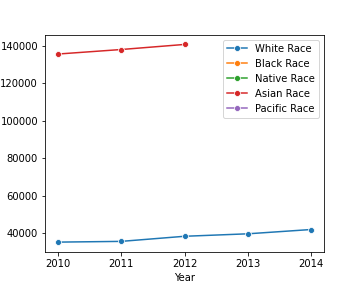 140000
120000
100000
80000
60000
40000
2010 2011 2012 2013 2014
Year
White Race
Black Race
Native Race
Asian Race
Pacific Race